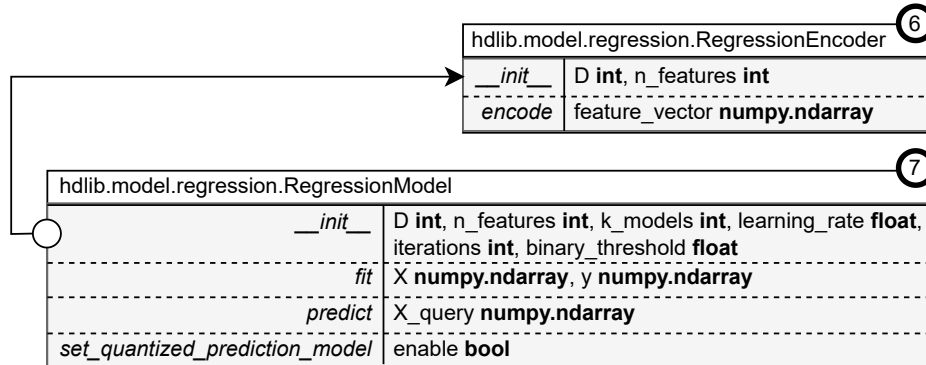 6
hdlib.model.regression.RegressionEncoder
__init__ D int, n_features int
encode feature_vector numpy.ndarray
7
hdlib.model.regression.RegressionModel
__init__ D int, n_features int, k_models int, learning_rate float,
iterations int, binary_threshold float
fit X numpy.ndarray, y numpy.ndarray
predict X_query numpy.ndarray
set_quantized_prediction_model enable bool